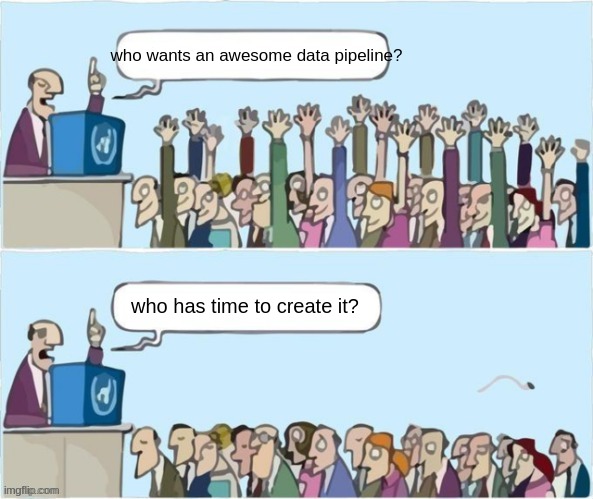 who wants an awesome data pipeline?
who has time to create it?
imgflip.com